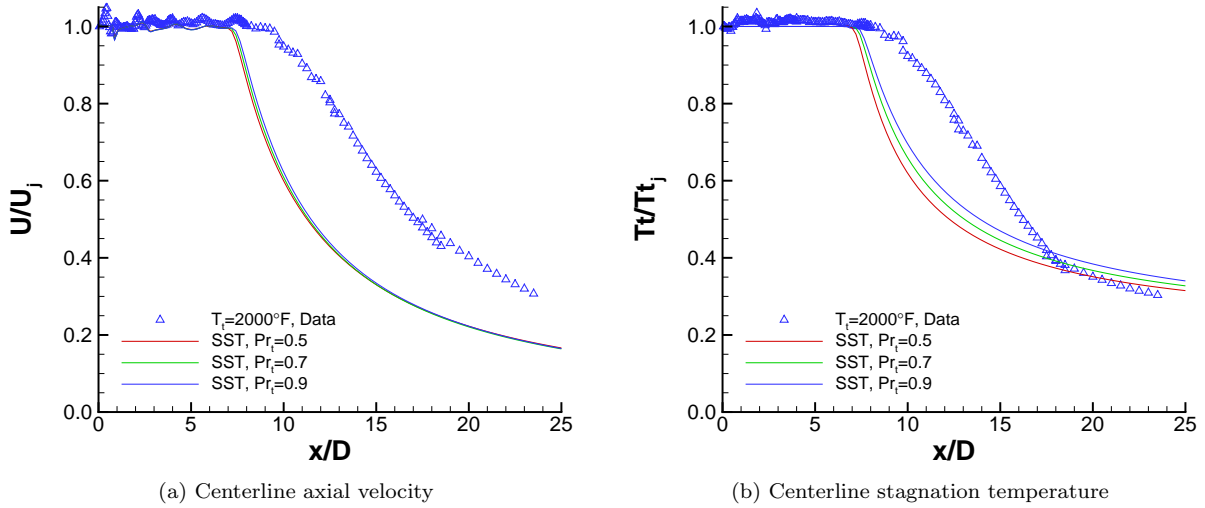 U/U_j
1.0
0.8
0.6
0.4
0.2
0.0
T_t=2000°F, Data
SST, Pr_t=0.5
SST, Pr_t=0.7
SST, Pr_t=0.9
0 5 10 15 20 25
x/D
(a) Centerline axial velocity
Tt/Tt_j
1.0
0.8
0.6
0.4
0.2
0.0
T_t=2000°F, Data
SST, Pr_t=0.5
SST, Pr_t=0.7
SST, Pr_t=0.9
0 5 10 15 20 25
x/D
(b) Centerline stagnation temperature